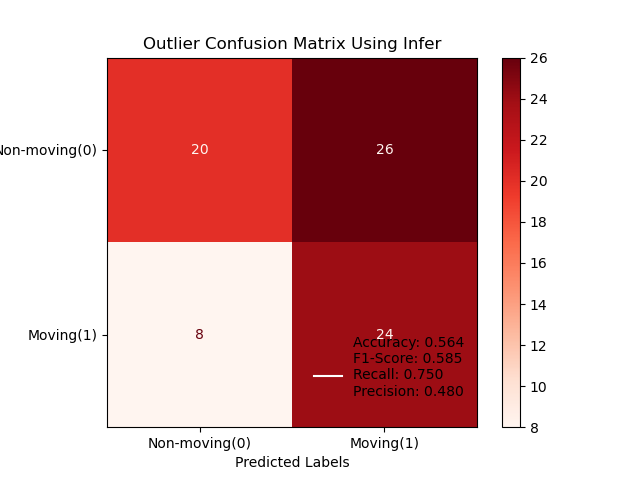 Outlier Confusion Matrix Using Infer
26
24
22
20
18
16
14
12
10
8
Non-moving(0)
20
26
Moving(1)
8
24
Accuracy: 0.564
F1-Score: 0.585
Recall: 0.750
Precision: 0.480
Non-moving(0)
Moving(1)
Predicted Labels